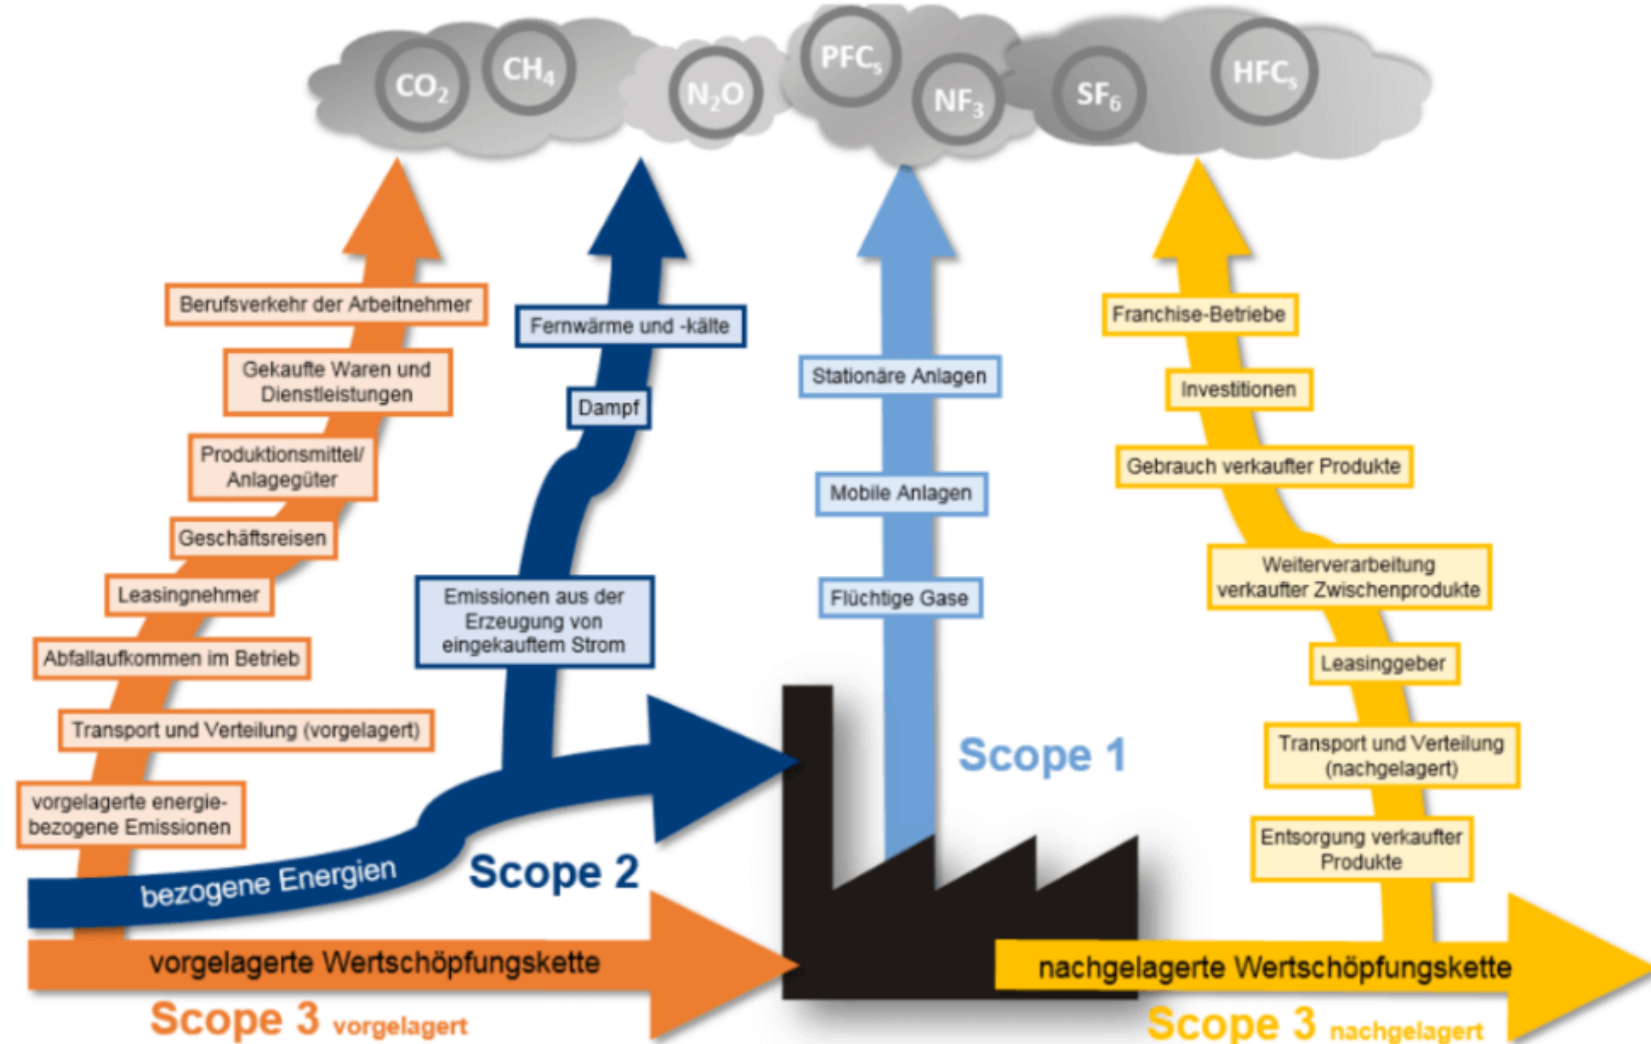 CO₂
CH₄
N₂O
PFCₛ
NF₃
SF₆
HFCₛ
Berufsverkehr der Arbeitnehmer
Gekaufte Waren und
Dienstleistungen
Produktionsmittel/
Anlagegüter
Geschäftsreisen
Leasingnehmer
Abfallaufkommen im Betrieb
Transport und Verteilung (vorgelagert)
vorgelagerte energie-
bezogene Emissionen
Fernwärme und -kälte
Dampf
Emissionen aus der
Erzeugung von
eingekauftem Strom
bezogene Energien
Scope 2
vorgelagerte Wertschöpfungskette
Scope 3 vorgelagert
Stationäre Anlagen
Mobile Anlagen
Flüchtige Gase
Scope 1
Franchise-Betriebe
Investitionen
Gebrauch verkaufter Produkte
Weiterverarbeitung
verkaufter Zwischenprodukte
Leasinggeber
Transport und Verteilung
(nachgelagert)
Entsorgung verkaufter
Produkte
nachgelagerte Wertschöpfungskette
Scope 3 nachgelagert